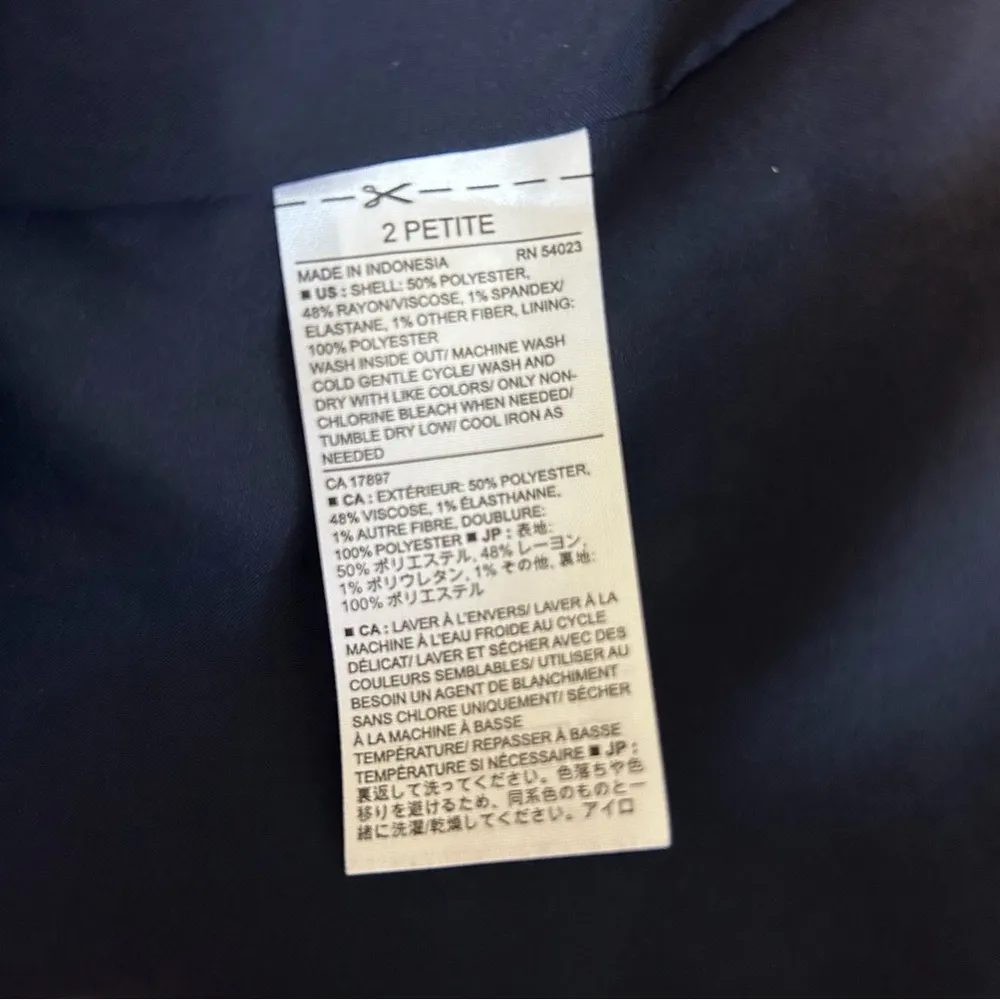 2 PETITE
MADE IN INDONESIA RN 54023
■ US : SHELL: 50% POLYESTER,
48% RAYON/VISCOSE, 1% SPANDEX/
ELASTANE, 1% OTHER FIBER, LINING:
100% POLYESTER
WASH INSIDE OUT/ MACHINE WASH
COLD GENTLE CYCLE/ WASH AND
DRY WITH LIKE COLORS/ ONLY NON-
CHLORINE BLEACH WHEN NEEDED/
TUMBLE DRY LOW/ COOL IRON AS
NEEDED
CA 17897
■ CA : EXTÉRIEUR: 50% POLYESTER,
48% VISCOSE, 1% ÉLASTHANNE,
1% AUTRE FIBRE, DOUBLURE:
100% POLYESTER ■ JP : 表地:
50% ポリエステル, 48% レーヨン,
1% ポリウレタン, 1% その他, 裏地:
100% ポリエステル
■ CA : LAVER À L'ENVERS/ LAVER À LA
MACHINE À L'EAU FROIDE AU CYCLE
DÉLICAT/ LAVER ET SÉCHER AVEC DES
COULEURS SEMBLABLES/ UTILISER AU
BESOIN UN AGENT DE BLANCHIMENT
SANS CHLORE UNIQUEMENT/ SÉCHER
À LA MACHINE À BASSE
TEMPÉRATURE/ REPASSER À BASSE
TEMPÉRATURE SI NÉCESSAIRE ■ JP :
裏返して洗ってください。色落ちや色
移りを避けるため、同系色のものと一
緒に洗濯/乾燥してください。アイロ